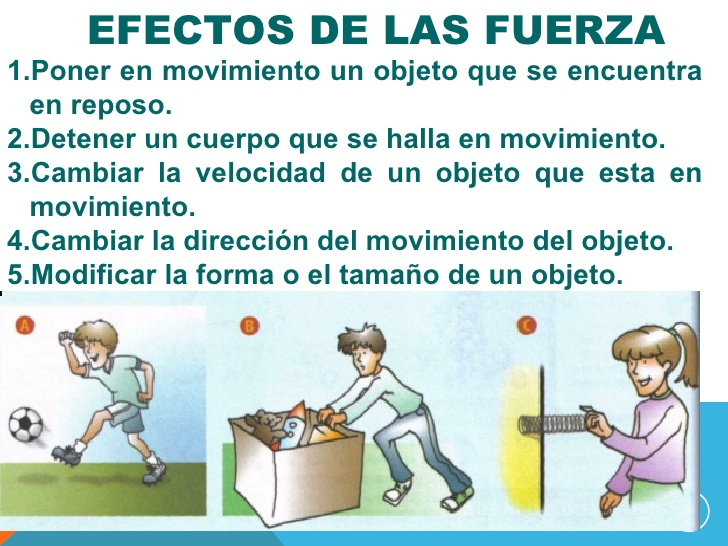 EFECTOS DE LAS FUERZA
1.Poner en movimiento un objeto que se encuentra
en reposo.
2.Detener un cuerpo que se halla en movimiento.
3.Cambiar la velocidad de un objeto que esta en
movimiento.
4.Cambiar la dirección del movimiento del objeto.
5.Modificar la forma o el tamaño de un objeto.
A B C